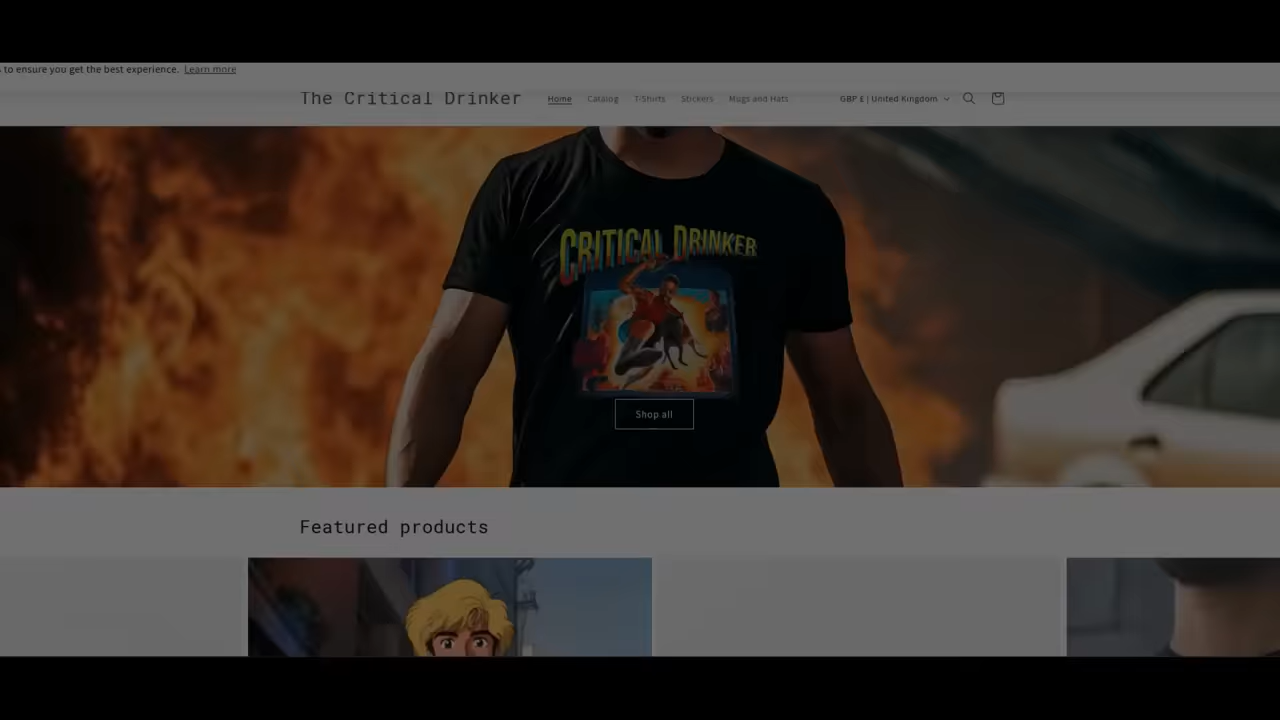 s to ensure you get the best experience. Learn more
The Critical Drinker Home Catalog T-Shirts Stickers Mugs and Hats GBP £ | United Kingdom
CRITICAL DRINKER
Shop all
Featured products